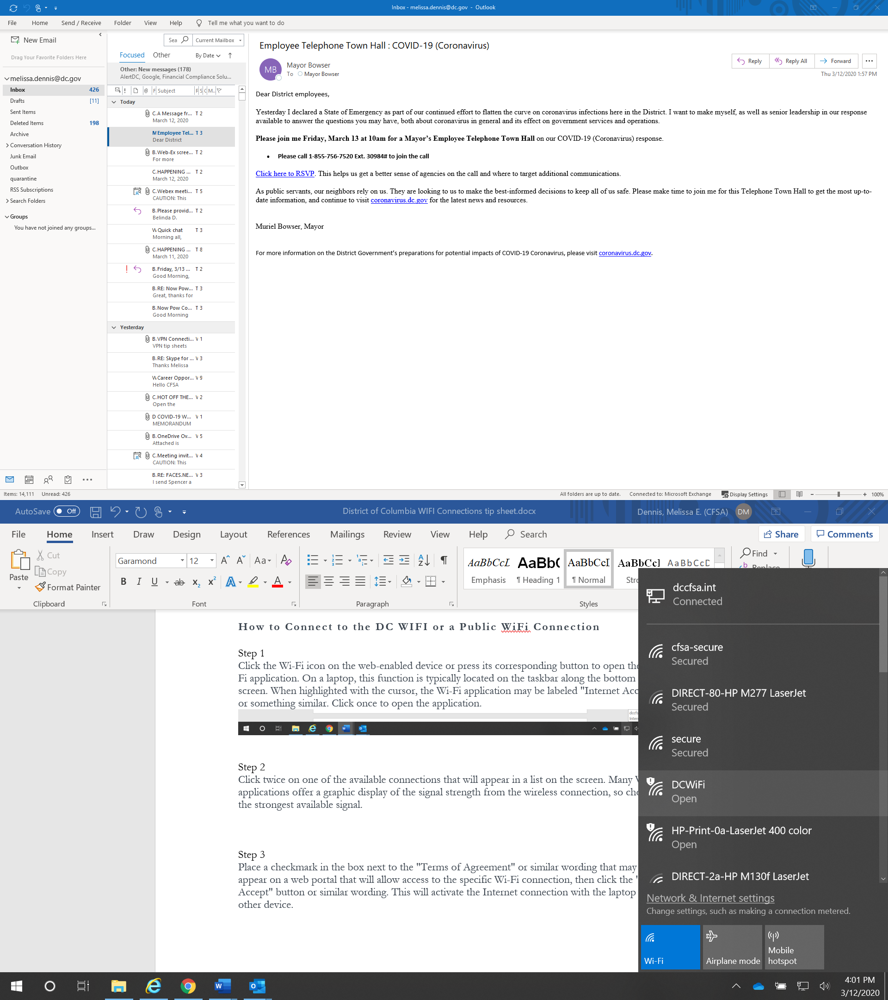 Inbox - melissa.dennis@dc.gov - Outlook
File Home Send / Receive Folder View Help Tell me what you want to do
New Email
Drag Your Favorite Folders Here
melissa.dennis@dc.gov
Inbox 426
Drafts [11]
Sent Items
Deleted Items 198
Archive
Conversation History
Junk Email
Outbox
quarantine
RSS Subscriptions
Search Folders
Groups
You have not joined any groups...
Sea Current Mailbox
Focused Other By Date
Other: New messages (178)
AlertDC, Google, Financial Compliance Solu...
! F Subject R S C M..
Today
C. A Message fr... T 2
March 12, 2020
M Employee Tel... T 3
Dear District
B. Web-Ex scree... T 2
For more
C. HAPPENING ... T 2
March 12, 2020
C. Webex meeti... T 5
CAUTION: This
B. Please provid... T 2
Belinda D.
W Quick chat T 3
Morning all,
C. HAPPENING ... T 8
March 11, 2020
! B. Friday, 3/13 ... T 2
Good Morning,
B. RE: Now Pow... T 3
Great, thanks for
B. Now Pow Co... T 3
Good Morning
Yesterday
B. VPN Connecti... V 1
VPN tip sheets
B. RE: Skype for ... V 3
Thanks Melissa
W Career Oppor... V 9
Hello CFSA
C. HOT OFF THE... V 2
Open the
D COVID-19 W... V 1
MEMORANDUM
B. OneDrive Ov... V 5
Attached is
C. Meeting invit... V 4
CAUTION: This
B. RE: FACES.NE... V 3
I send Spencer a
Employee Telephone Town Hall : COVID-19 (Coronavirus)
MB Mayor Bowser
To Mayor Bowser
Reply Reply All Forward ...
Thu 3/12/2020 1:57 PM
Dear District employees,
Yesterday I declared a State of Emergency as part of our continued effort to flatten the curve on coronavirus infections here in the District. I want to make myself, as well as senior leadership in our response
available to answer the questions you may have, both about coronavirus in general and its effect on government services and operations.
Please join me Friday, March 13 at 10am for a Mayor’s Employee Telephone Town Hall on our COVID-19 (Coronavirus) response.
• Please call 1-855-756-7520 Ext. 30984# to join the call
Click here to RSVP. This helps us get a better sense of agencies on the call and where to target additional communications.
As public servants, our neighbors rely on us. They are looking to us to make the best-informed decisions to keep all of us safe. Please make time to join me for this Telephone Town Hall to get the most up-to-
date information, and continue to visit coronavirus.dc.gov for the latest news and resources.
Muriel Bowser, Mayor
For more information on the District Government’s preparations for potential impacts of COVID-19 Coronavirus, please visit coronavirus.dc.gov.
Items: 14,111 Unread: 426 All folders are up to date. Connected to: Microsoft Exchange Display Settings 100%
AutoSave Off District of Columbia WIFI Connections tip sheet.docx Dennis, Melissa E. (CFSA) DM
File Home Insert Draw Design Layout References Mailings Review View Help Search Share Comments
Paste Cut
Copy
Format Painter
Clipboard
Garamond 12 Aa
B I U ab x2 x2 A A
Font
Paragraph
AaBbCcL AaBb( AaBbCcI AaBbCcI AaBbCcD
Emphasis ¶ Heading 1 ¶ Normal Stro
Styles
Find
Replace
How to Connect to the DC WIFI or a Public WiFi Connection
Step 1
Click the Wi-Fi icon on the web-enabled device or press its corresponding button to open the
Fi application. On a laptop, this function is typically located on the taskbar along the bottom
screen. When highlighted with the cursor, the Wi-Fi application may be labeled "Internet Acc
or something similar. Click once to open the application.
Step 2
Click twice on one of the available connections that will appear in a list on the screen. Many W
applications offer a graphic display of the signal strength from the wireless connection, so cho
the strongest available signal.
Step 3
Place a checkmark in the box next to the "Terms of Agreement" or similar wording that may
appear on a web portal that will allow access to the specific Wi-Fi connection, then click the "
Accept" button or similar wording. This will activate the Internet connection with the laptop
other device.
dccfsa.int
Connected
cfsa-secure
Secured
DIRECT-80-HP M277 LaserJet
Secured
secure
Secured
DCWiFi
Open
HP-Print-0a-LaserJet 400 color
Open
DIRECT-2a-HP M130f LaserJet
Network & Internet settings
Change settings, such as making a connection metered.
Wi-Fi
Airplane mode
Mobile
hotspot
4:01 PM
3/12/2020